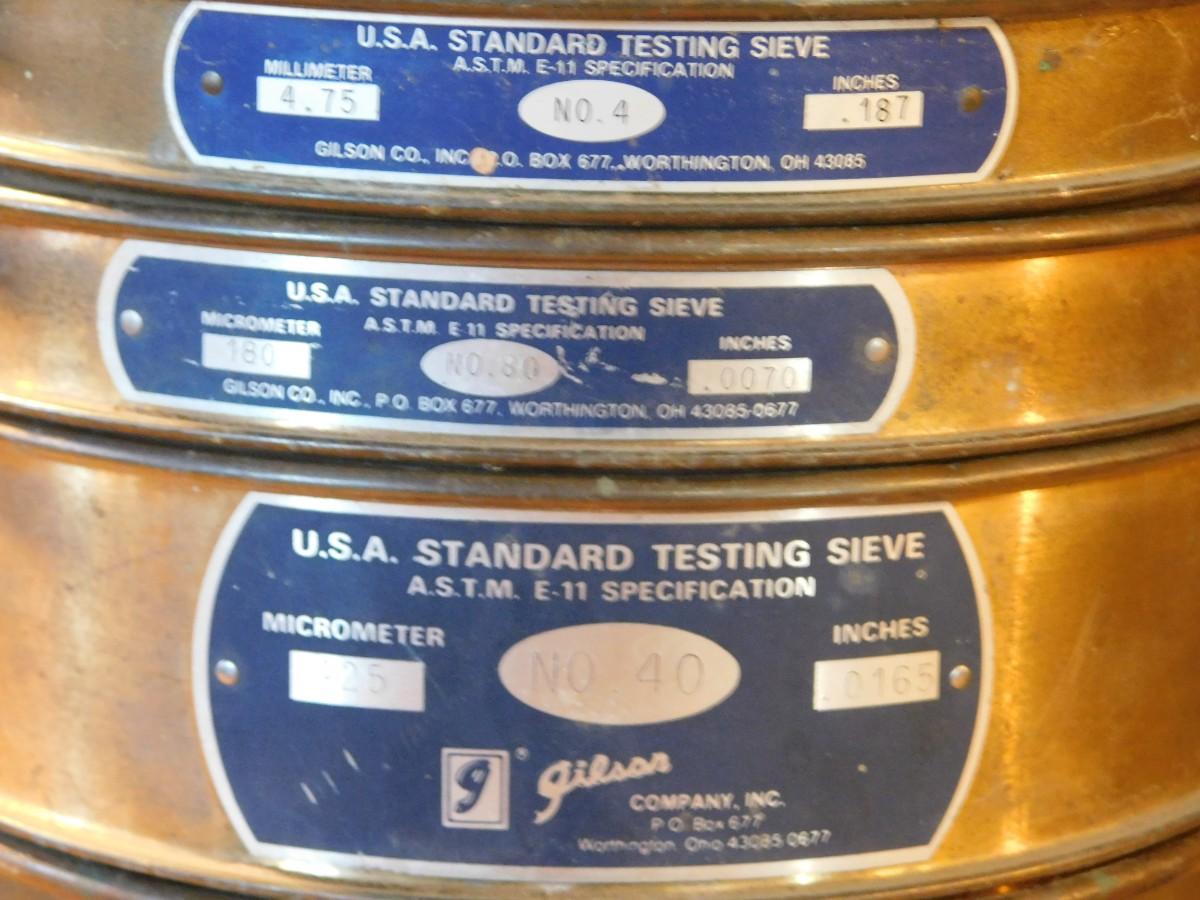 U.S.A. STANDARD TESTING SIEVE
A.S.T.M. E-11 SPECIFICATION
MILLIMETER
INCHES
4.75
NO.4
.187
GILSON CO., INC. P.O. BOX 677, WORTHINGTON, OH 43085
U.S.A. STANDARD TESTING SIEVE
A.S.T.M. E-11 SPECIFICATION
MICROMETER
INCHES
180
NO.80
.0070
GILSON CO., INC., P.O. BOX 677, WORTHINGTON, OH 43085-0677
U.S.A. STANDARD TESTING SIEVE
A.S.T.M. E-11 SPECIFICATION
MICROMETER
INCHES
NO 40
.0165
g® Gilson
COMPANY, INC.
P.O. Box 677
Worthington, Ohio 43085-0677